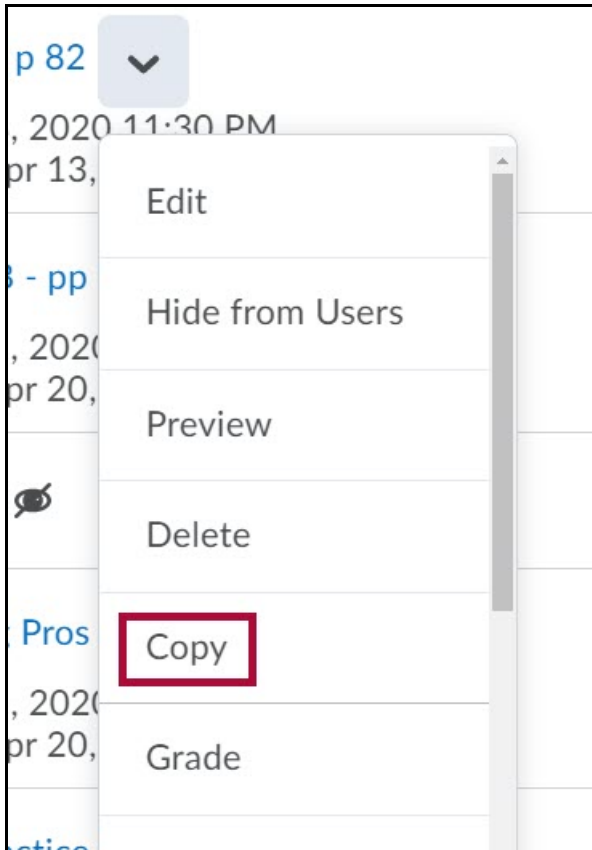 p 82
, 2020 11:30 PM
pr 13,
Edit
Hide from Users
- pp
, 202
pr 20,
Preview
Delete
Pros
Copy
, 202
pr 20,
Grade